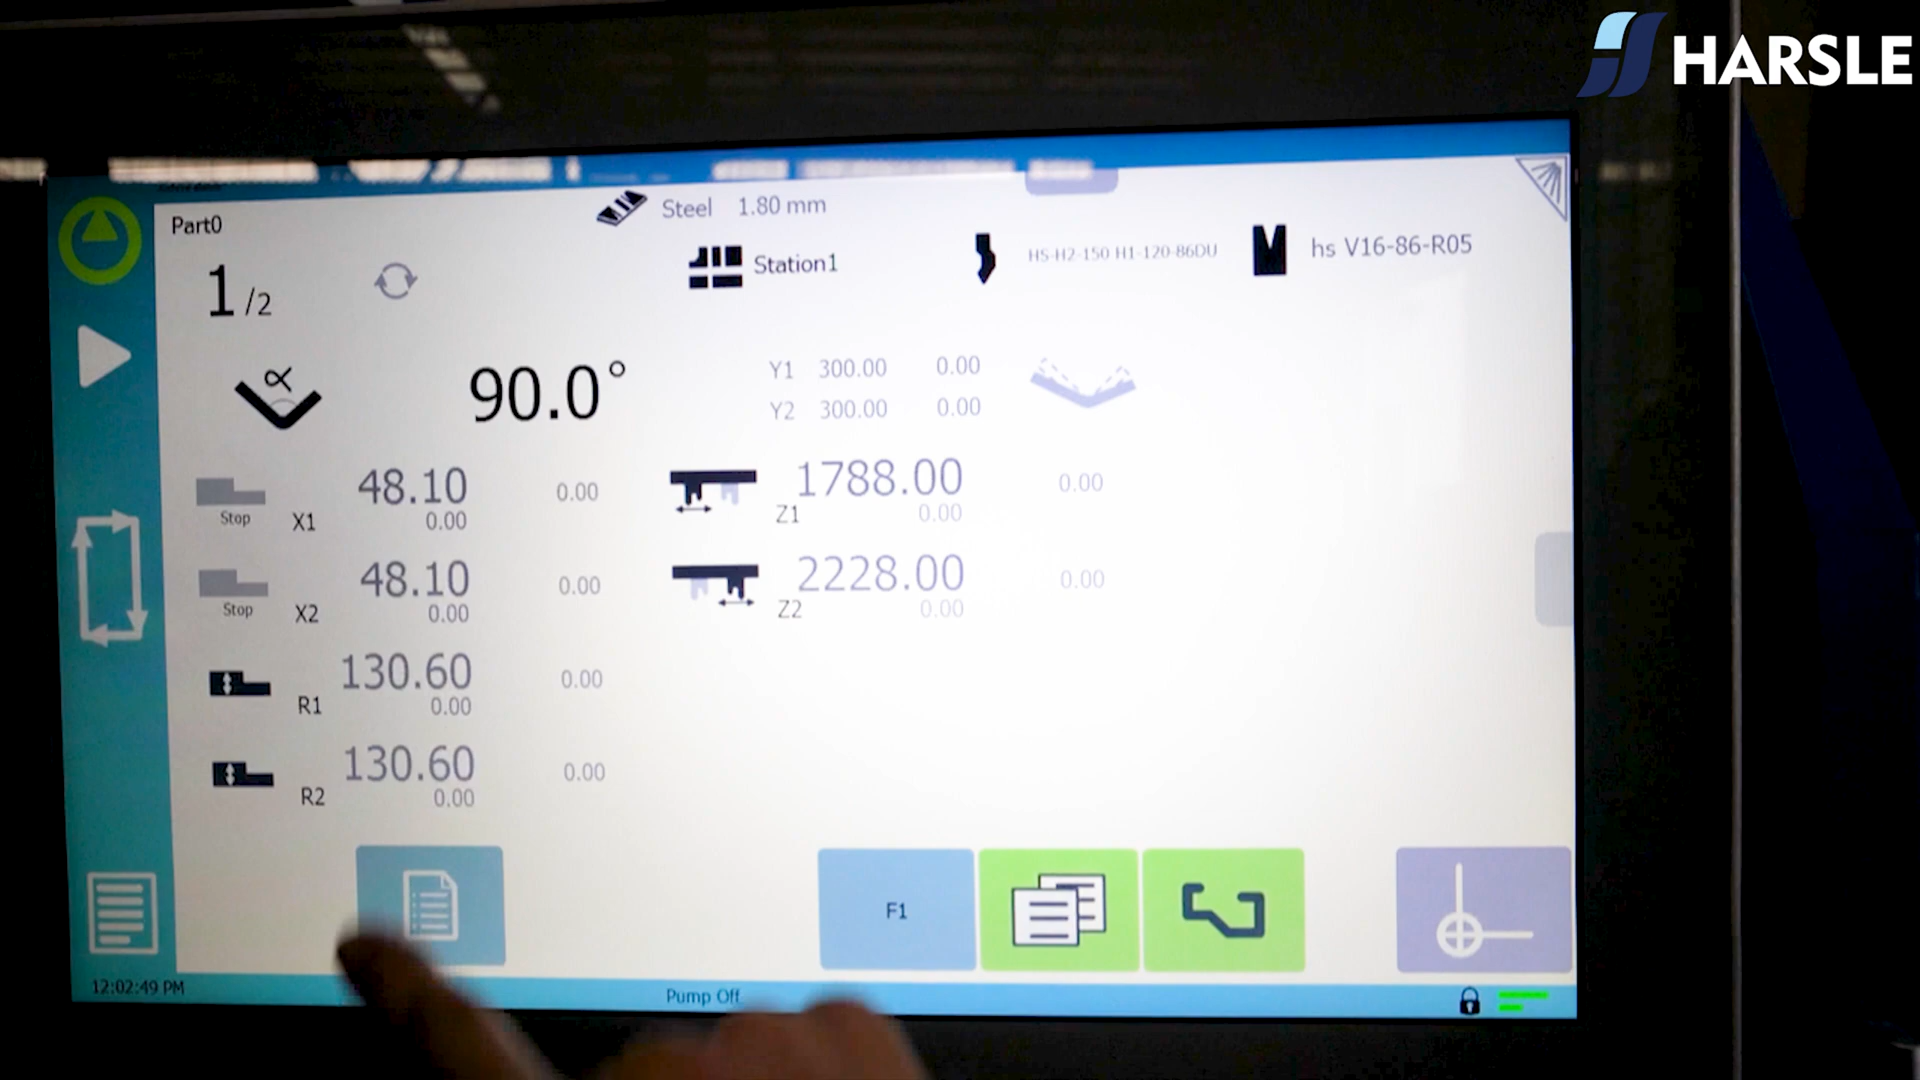 HARSLE
Part0
Steel 1.80 mm
1 /2
Station1
HS-H2-150 H1-120-86DU
hs V16-86-R05
α
90.0°
Y1 300.00 0.00
Y2 300.00 0.00
Stop X1 48.10 0.00
0.00
Z1 1788.00 0.00
0.00
Stop X2 48.10 0.00
0.00
Z2 2228.00 0.00
0.00
R1 130.60 0.00
0.00
R2 130.60 0.00
0.00
F1
12:02:49 PM
Pump Off